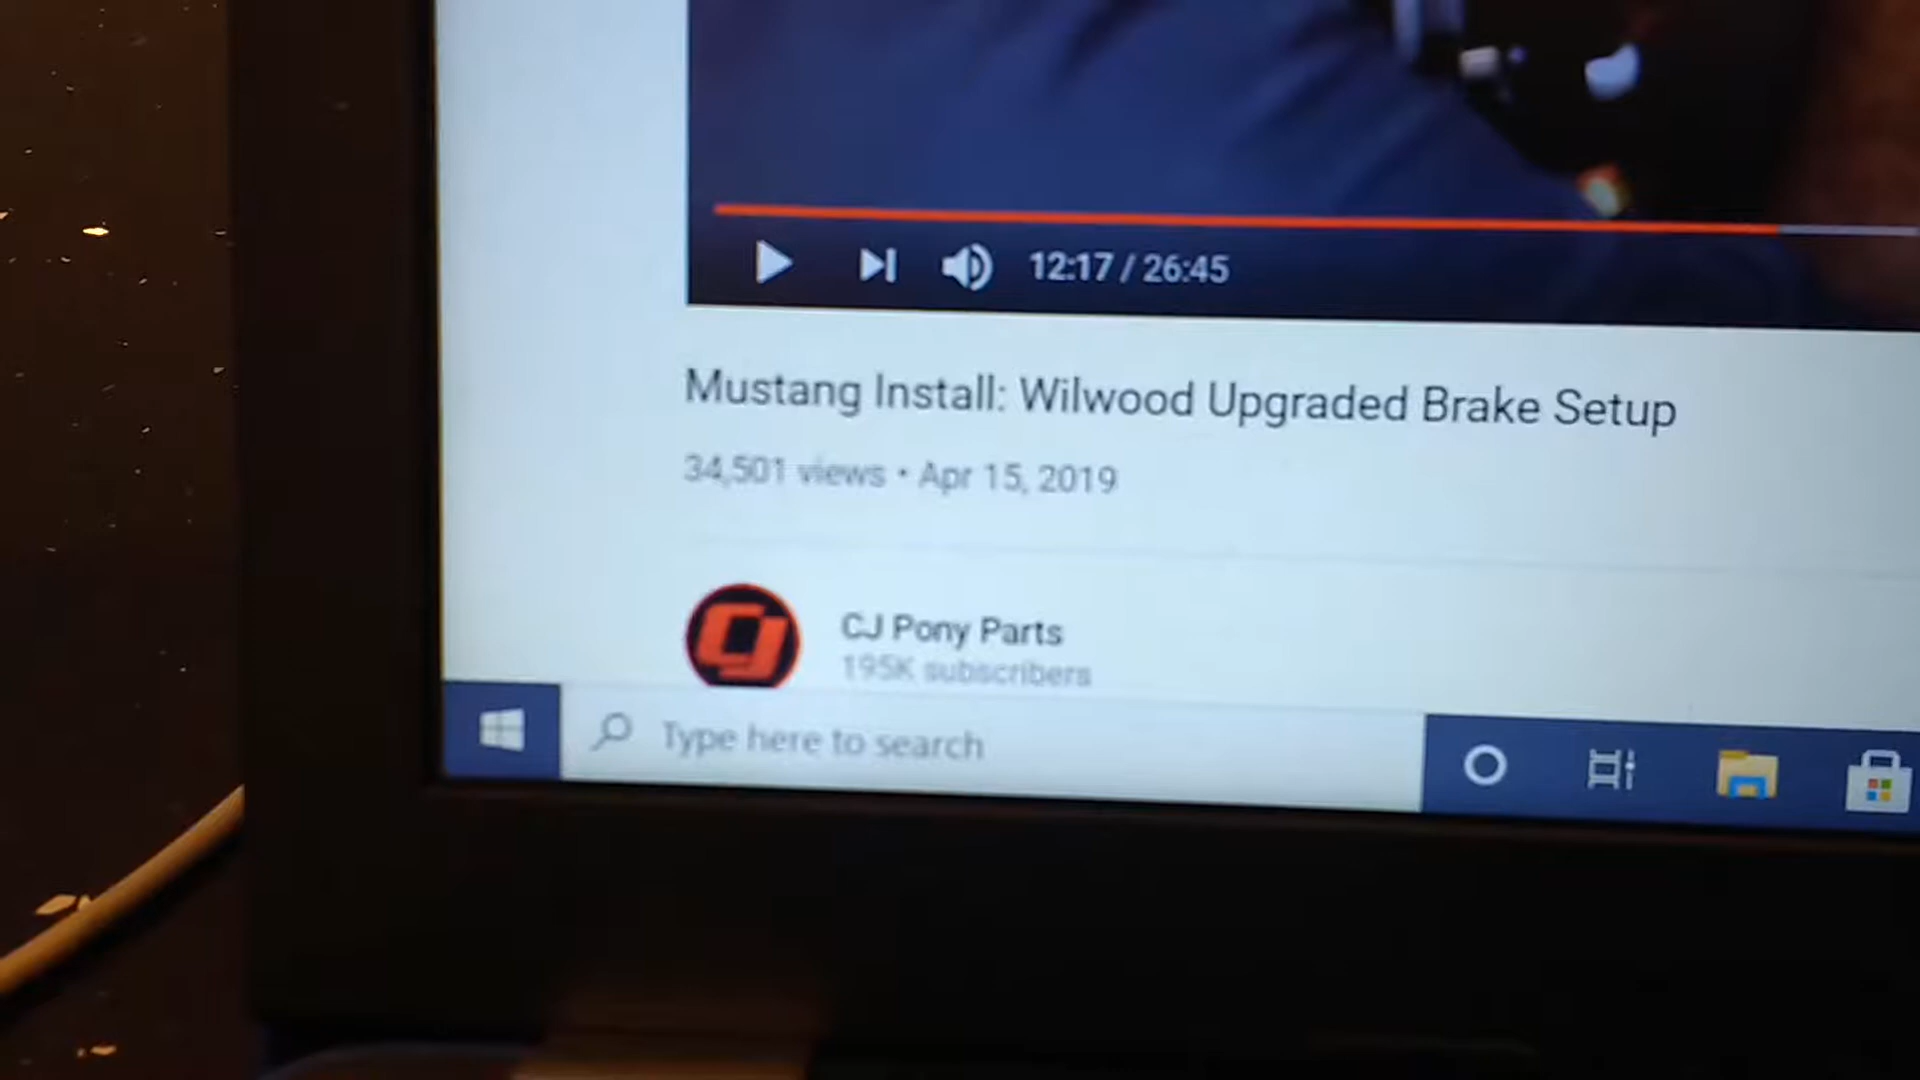 12:17 / 26:45
Mustang Install: Wilwood Upgraded Brake Setup
34,501 views • Apr 15, 2019
CJ
CJ Pony Parts
195K subscribers
Type here to search